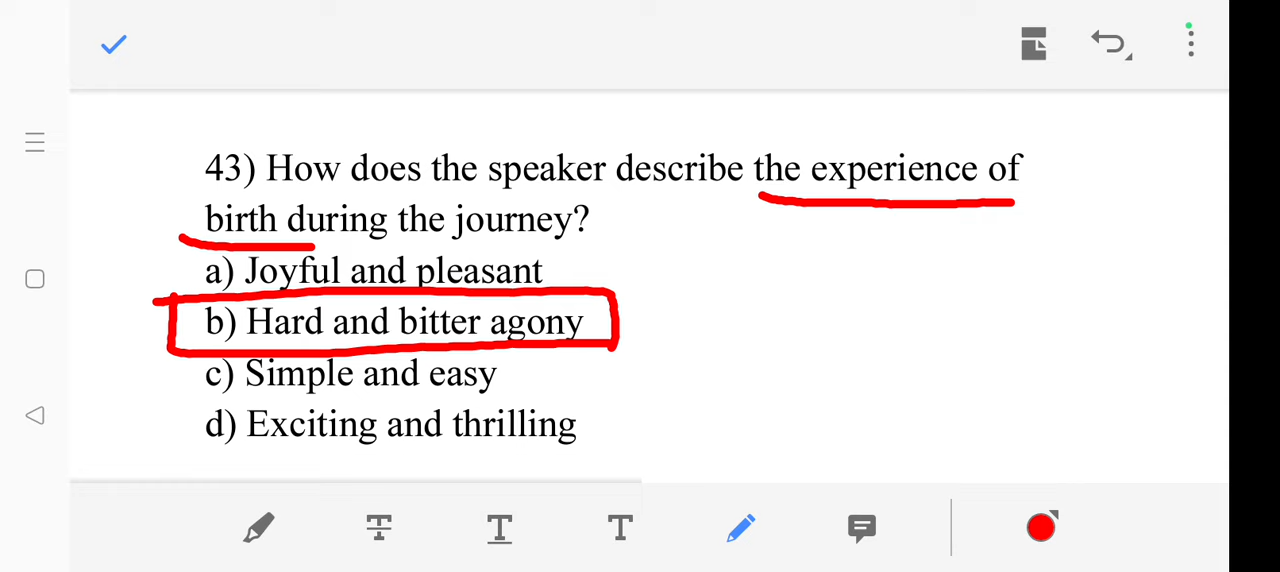 43) How does the speaker describe the experience of
birth during the journey?
a) Joyful and pleasant
b) Hard and bitter agony
c) Simple and easy
d) Exciting and thrilling